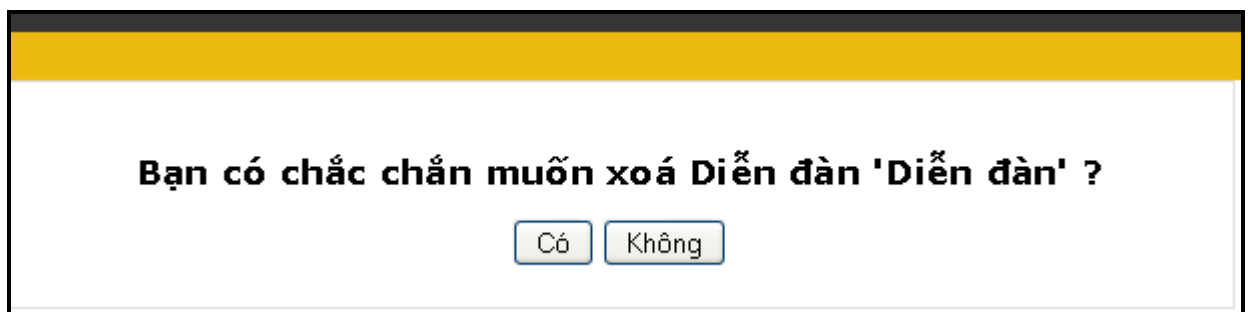 Bạn có chắc chắn muốn xoá Diễn đàn 'Diễn đàn' ?
Có Không